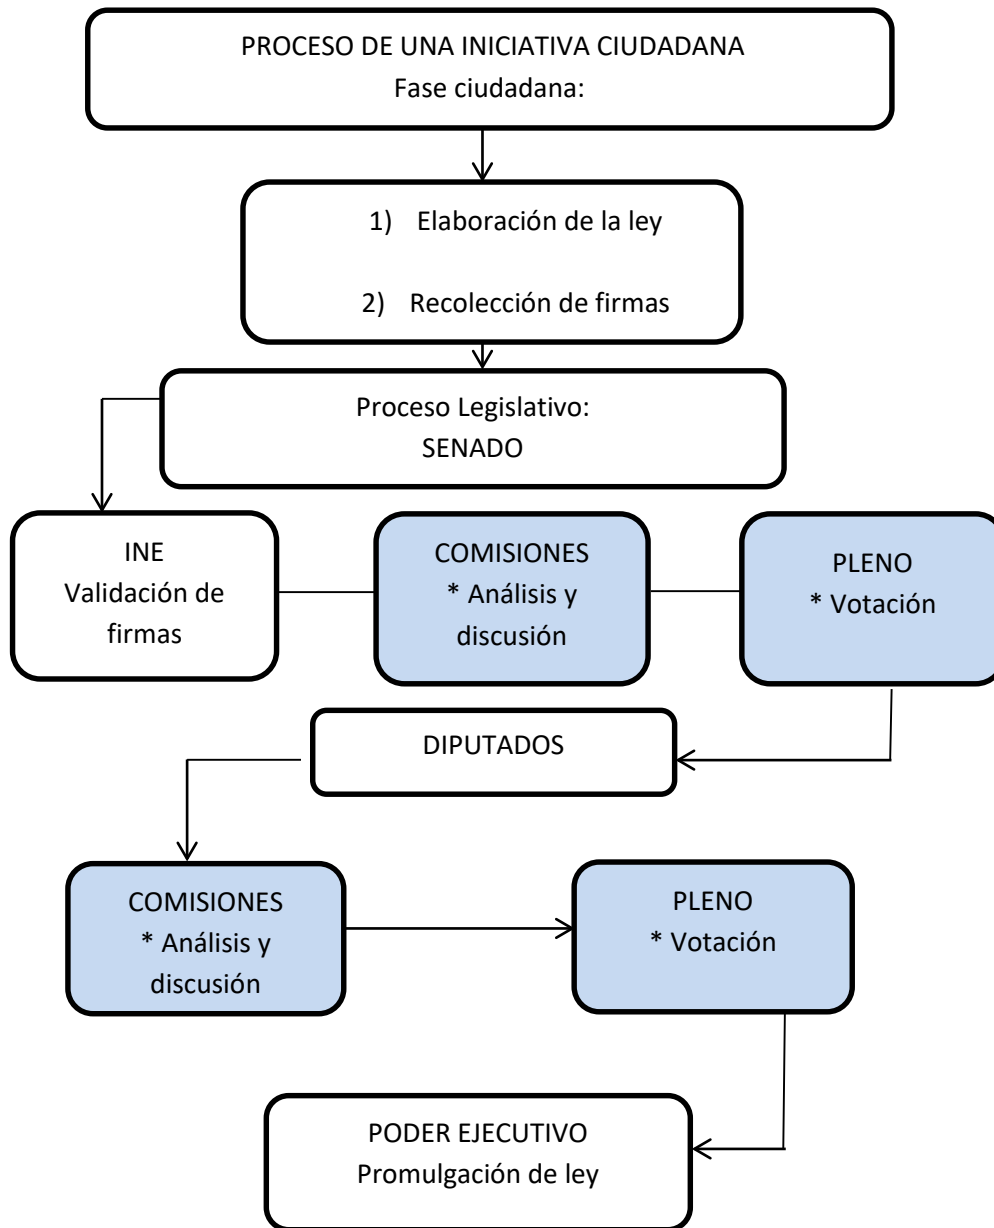 PROCESO DE UNA INICIATIVA CIUDADANA
Fase ciudadana:
1) Elaboración de la ley
2) Recolección de firmas
Proceso Legislativo:
SENADO
INE
Validación de
firmas
COMISIONES
* Análisis y
discusión
PLENO
* Votación
DIPUTADOS
COMISIONES
* Análisis y
discusión
PLENO
* Votación
PODER EJECUTIVO
Promulgación de ley